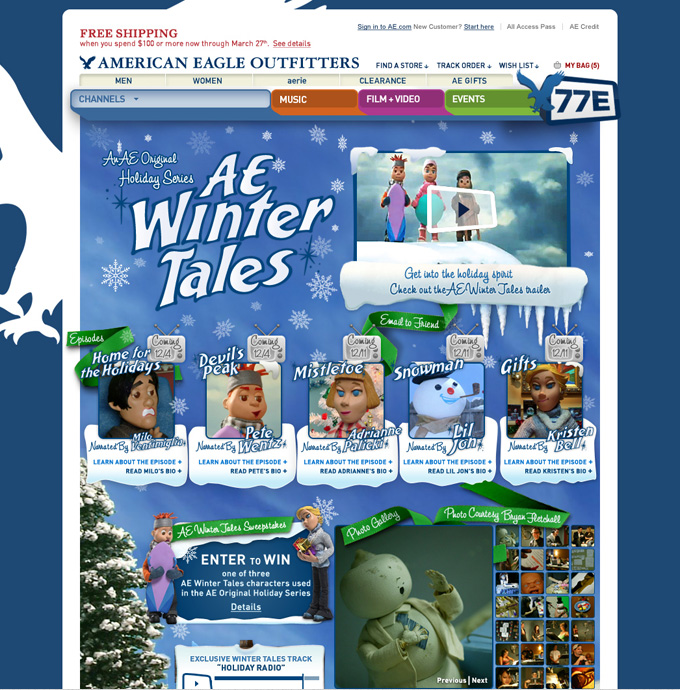 FREE SHIPPING
when you spend $100 or more now through March 27th. See details
Sign in to AE.com New Customer? Start here | All Access Pass | AE Credit
AMERICAN EAGLE OUTFITTERS
FIND A STORE TRACK ORDER WISH LIST MY BAG (5)
MEN WOMEN aerie CLEARANCE AE GIFTS
CHANNELS MUSIC FILM + VIDEO EVENTS
77E
An AE Original
Holiday Series
AE
Winter
Tales
Get into the holiday spirit
Check out the AE Winter Tales trailer
Episodes
Email to Friend
Coming 12/4
Home for the Holidays
Narrated By Milo Ventimiglia
LEARN ABOUT THE EPISODE +
READ MILO'S BIO +
Coming 12/4
Devil's Peak
Narrated By Pete Wentz
LEARN ABOUT THE EPISODE +
READ PETE'S BIO +
Coming 12/11
Mistletoe
Narrated By Adrianne Palicki
LEARN ABOUT THE EPISODE +
READ ADRIANNE'S BIO +
Coming 12/11
Snowman
Narrated By Lil Jon
LEARN ABOUT THE EPISODE +
READ LIL JON'S BIO +
Coming 12/11
Gifts
Narrated By Kristen Bell
LEARN ABOUT THE EPISODE +
READ KRISTEN'S BIO +
AE Winter Tales Sweepstakes
ENTER TO WIN
one of three
AE Winter Tales characters used
in the AE Original Holiday Series
Details
Photo Gallery
Photo Courtesy Bryan Fletchall
Previous | Next
EXCLUSIVE WINTER TALES TRACK
"HOLIDAY RADIO"